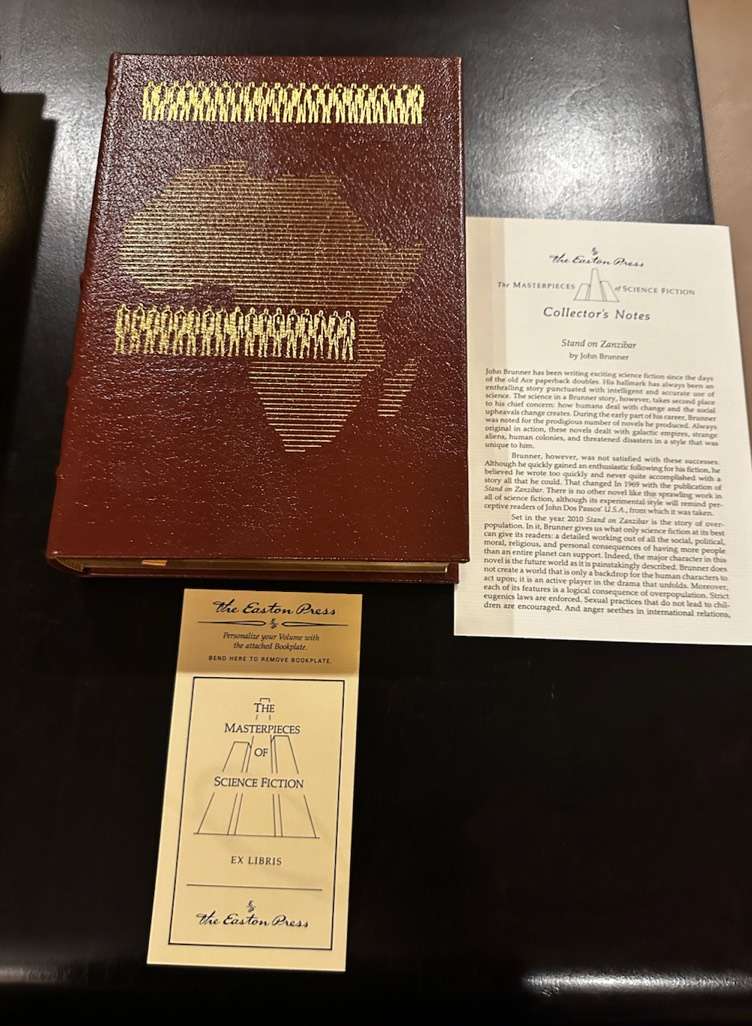 The Easton Press
The MASTERPIECES of SCIENCE FICTION
Collector's Notes
Stand on Zanzibar
by John Brunner
John Brunner has been writing exciting science fiction since the days
of the old Ace paperback doubles. His hallmark has always been an
enthralling story punctuated with intelligent and accurate use of
science. The science in a Brunner story, however, takes second place
to his chief concern: how humans deal with change and the social
upheavals change creates. During the early part of his career, Brunner
was noted for the prodigious number of novels he produced. Always
original in action, these novels dealt with galactic empires, strange
aliens, human colonies, and threatened disasters in a style that was
unique to him.
Brunner, however, was not satisfied with these successes.
Although he quickly gained an enthusiastic following for his fiction, he
believed he wrote too quickly and never quite accomplished with a
story all that he could. That changed in 1969 with the publication of
Stand on Zanzibar. There is no other novel like this sprawling work in
all of science fiction, although its experimental style will remind per-
ceptive readers of John Dos Passos' U.S.A., from which it was taken.
Set in the year 2010 Stand on Zanzibar is the story of over-
population. In it, Brunner gives us what only science fiction at its best
can give its readers: a detailed working out of all the social, political,
moral, religious, and personal consequences of having more people
than an entire planet can support. Indeed, the major character in this
novel is the future world as it is painstakingly described. Brunner does
not create a world that is only a backdrop for the human characters to
act upon; it is an active player in the drama that unfolds. Moreover,
each of its features is a logical consequence of overpopulation. Strict
eugenics laws are enforced. Sexual practices that do not lead to chil-
dren are encouraged. And anger seethes in international relations,
The Easton Press
Personalize your Volume with
the attached Bookplate.
BEND HERE TO REMOVE BOOKPLATE.
THE
MASTERPIECES
OF
SCIENCE FICTION
EX LIBRIS
The Easton Press